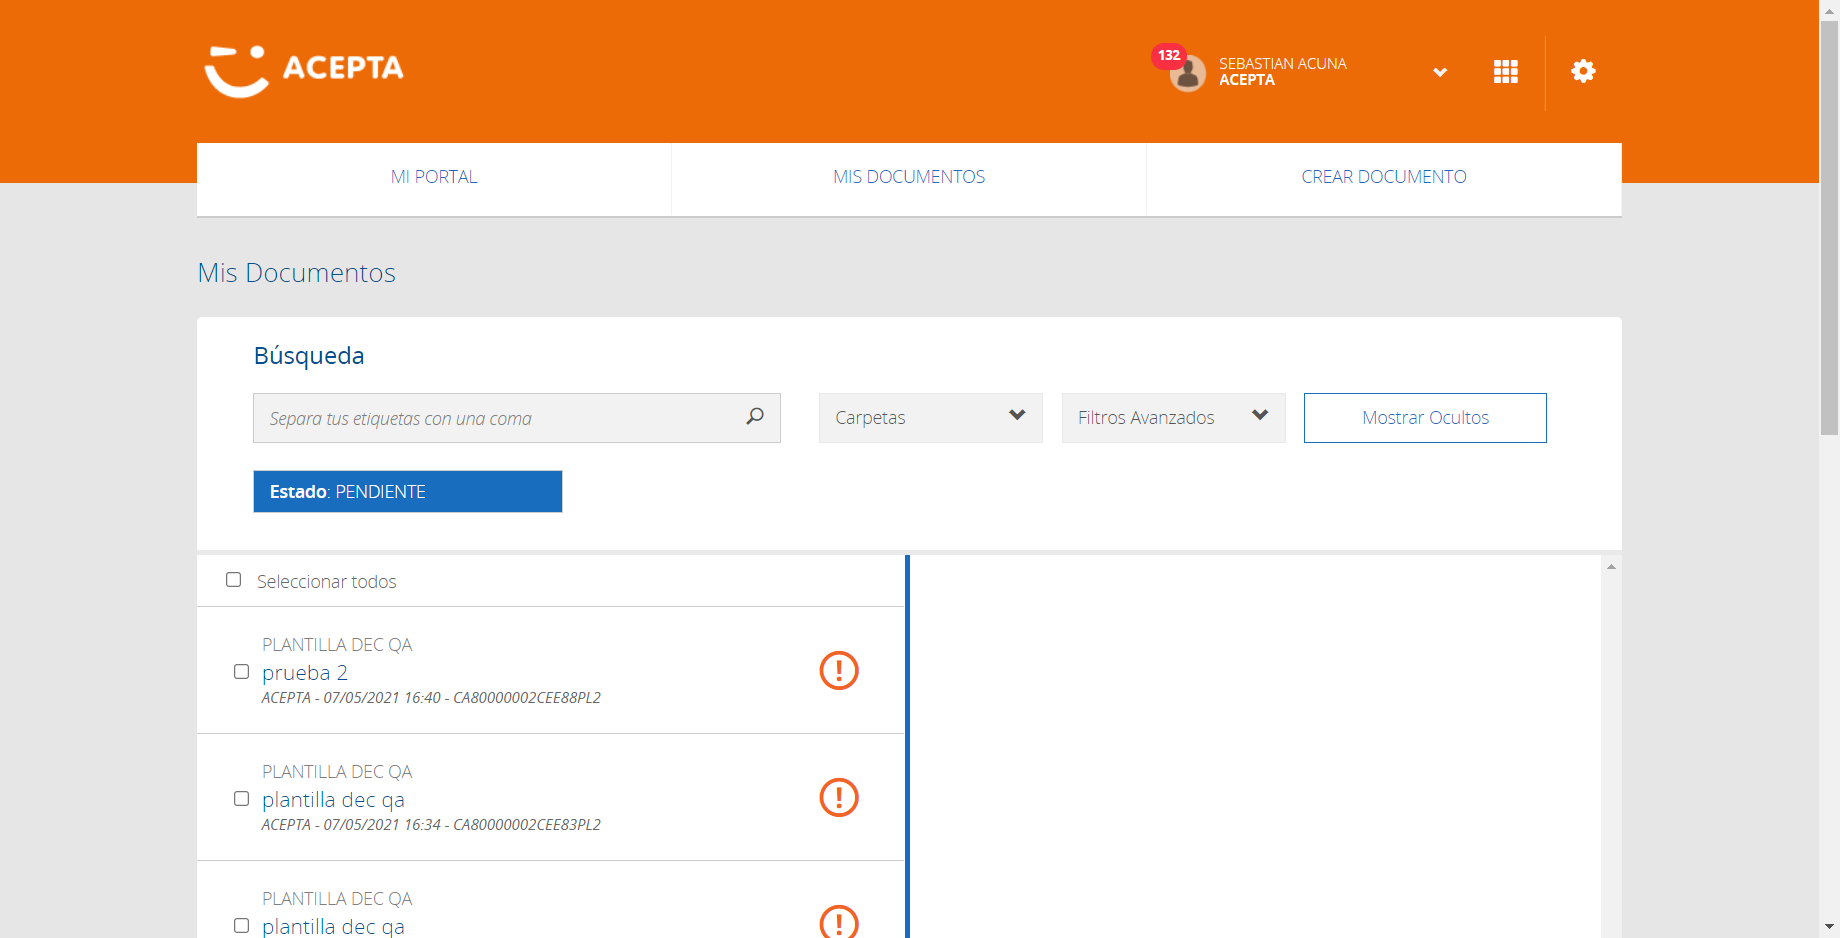 ACEPTA
132
SEBASTIAN ACUNA
ACEPTA
MI PORTAL
MIS DOCUMENTOS
CREAR DOCUMENTO
Mis Documentos
Búsqueda
Separa tus etiquetas con una coma
Carpetas
Filtros Avanzados
Mostrar Ocultos
Estado: PENDIENTE
Seleccionar todos
PLANTILLA DEC QA
prueba 2
ACEPTA - 07/05/2021 16:40 - CA80000002CEE88PL2
PLANTILLA DEC QA
plantilla dec qa
ACEPTA - 07/05/2021 16:34 - CA80000002CEE83PL2
PLANTILLA DEC QA
plantilla dec qa